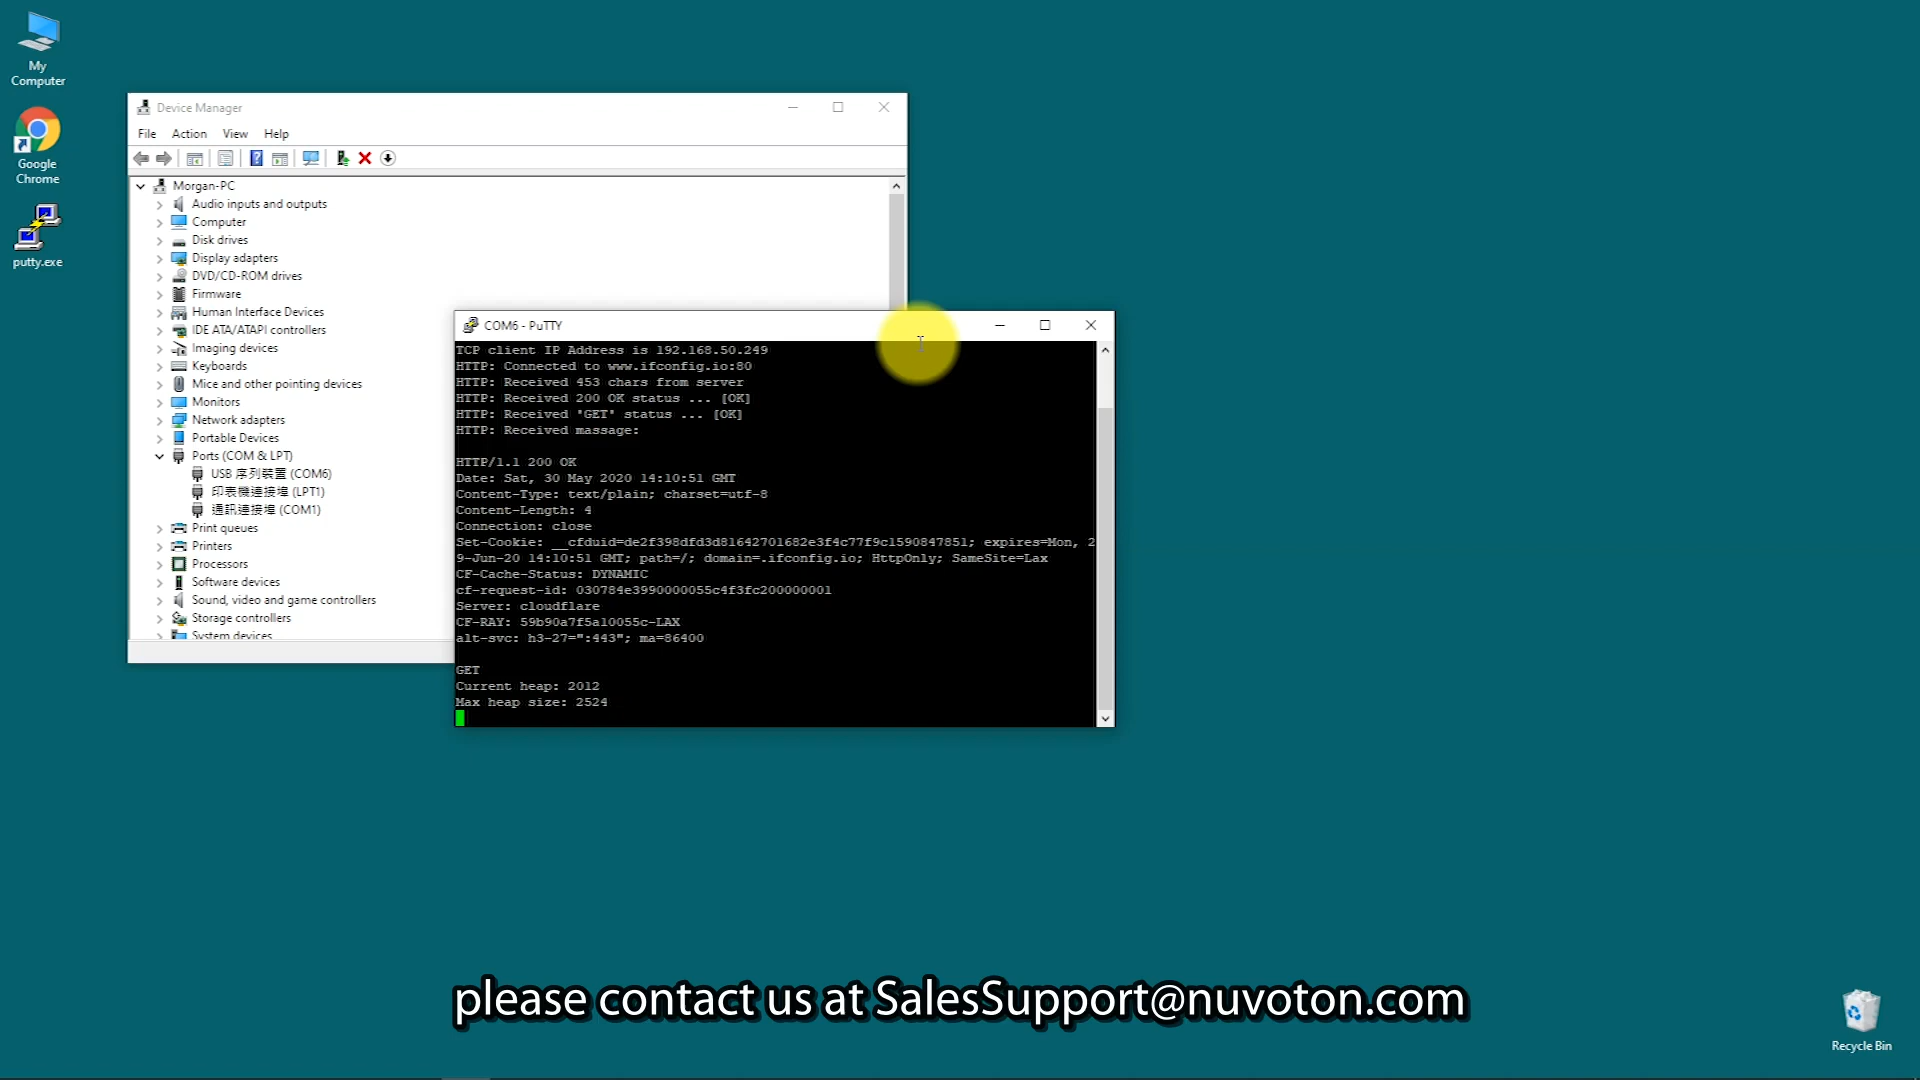 My
Computer
Google
Chrome
putty.exe
Device Manager
File Action View Help
Morgan-PC
Audio inputs and outputs
Computer
Disk drives
Display adapters
DVD/CD-ROM drives
Firmware
Human Interface Devices
IDE ATA/ATAPI controllers
Imaging devices
Keyboards
Mice and other pointing devices
Monitors
Network adapters
Portable Devices
Ports (COM & LPT)
USB 序列裝置 (COM6)
印表機連接埠 (LPT1)
通訊連接埠 (COM1)
Print queues
Printers
Processors
Software devices
Sound, video and game controllers
Storage controllers
System devices
COM6 - PuTTY
TCP client IP Address is 192.168.50.249
HTTP: Connected to www.ifconfig.io:80
HTTP: Received 453 chars from server
HTTP: Received 200 OK status ... [OK]
HTTP: Received 'GET' status ... [OK]
HTTP: Received massage:
HTTP/1.1 200 OK
Date: Sat, 30 May 2020 14:10:51 GMT
Content-Type: text/plain; charset=utf-8
Content-Length: 4
Connection: close
Set-Cookie: __cfduid=de2f398dfd3d81642701682e3f4c77f9c1590847851; expires=Mon, 2
9-Jun-20 14:10:51 GMT; path=/; domain=.ifconfig.io; HttpOnly; SameSite=Lax
CF-Cache-Status: DYNAMIC
cf-request-id: 030784e3990000055c4f3fc200000001
Server: cloudflare
CF-RAY: 59b90a7f5a10055c-LAX
alt-svc: h3-27=":443"; ma=86400
GET
Current heap: 2012
Max heap size: 2524
please contact us at SalesSupport@nuvoton.com
Recycle Bin